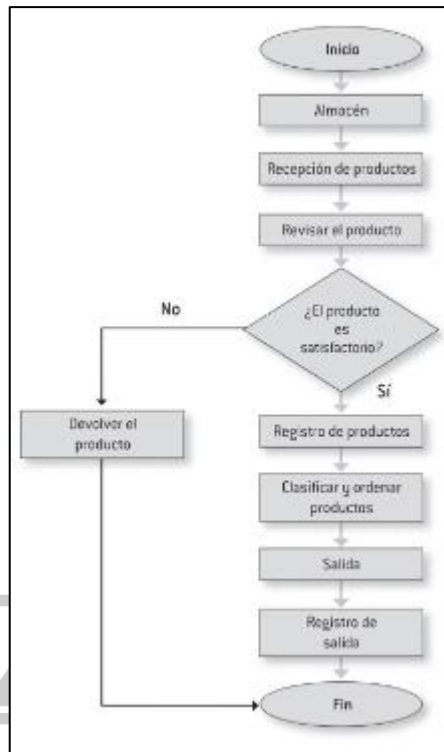 Inicio
Almacén
Recepción de productos
Revisar el producto
¿El producto
es
satisfactorio?
No
Sí
Devolver el
producto
Registro de productos
Clasificar y ordenar
productos
Salida
Registro de
salida
Fin